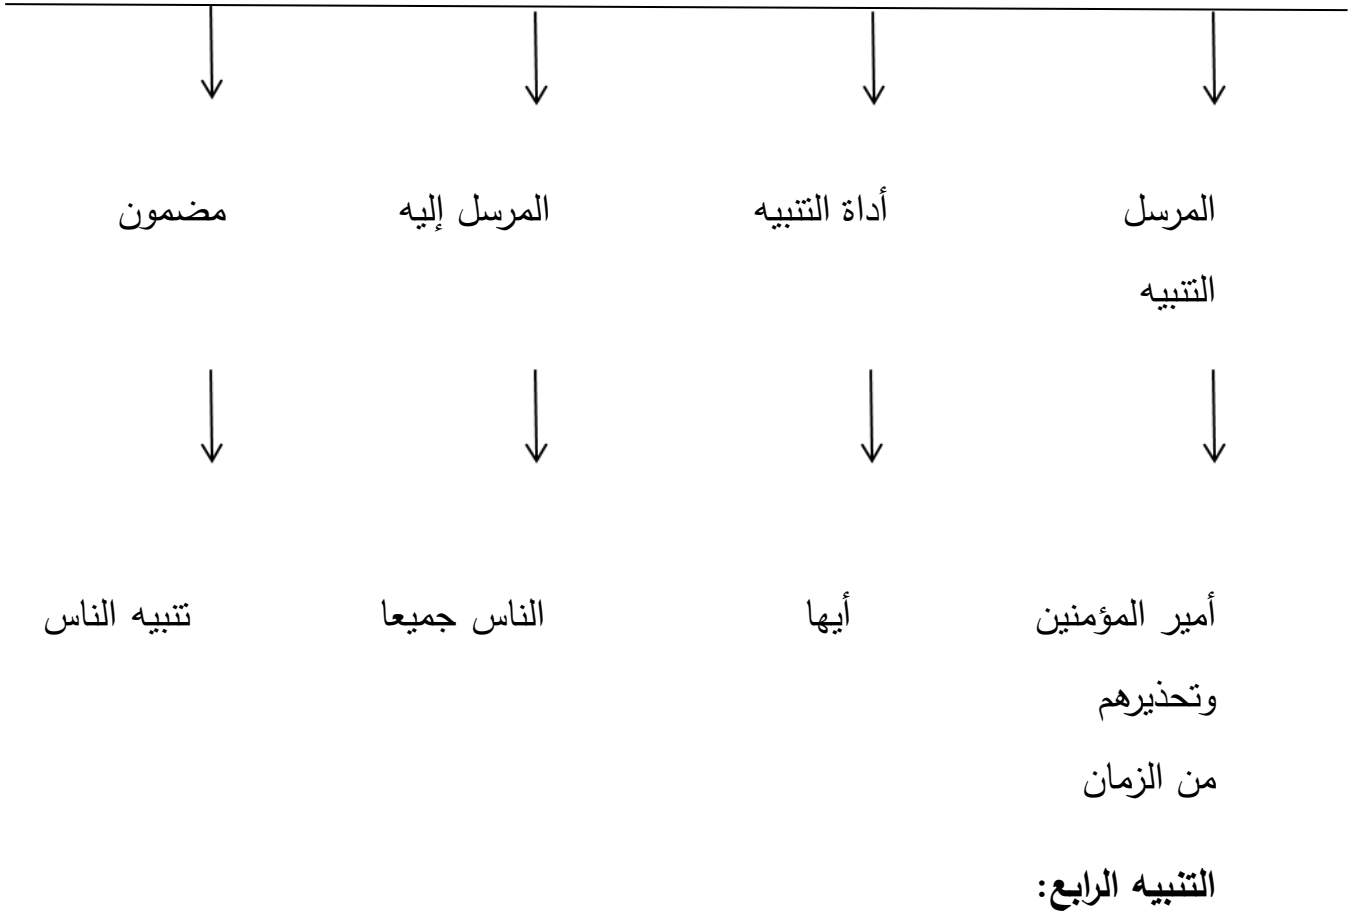 المرسل أداة التنبيه المرسل إليه مضمون
التنبيه
أمير المؤمنين أيها الناس جميعا تنبيه الناس
وتحذيرهم
من الزمان
التنبيه الرابع: